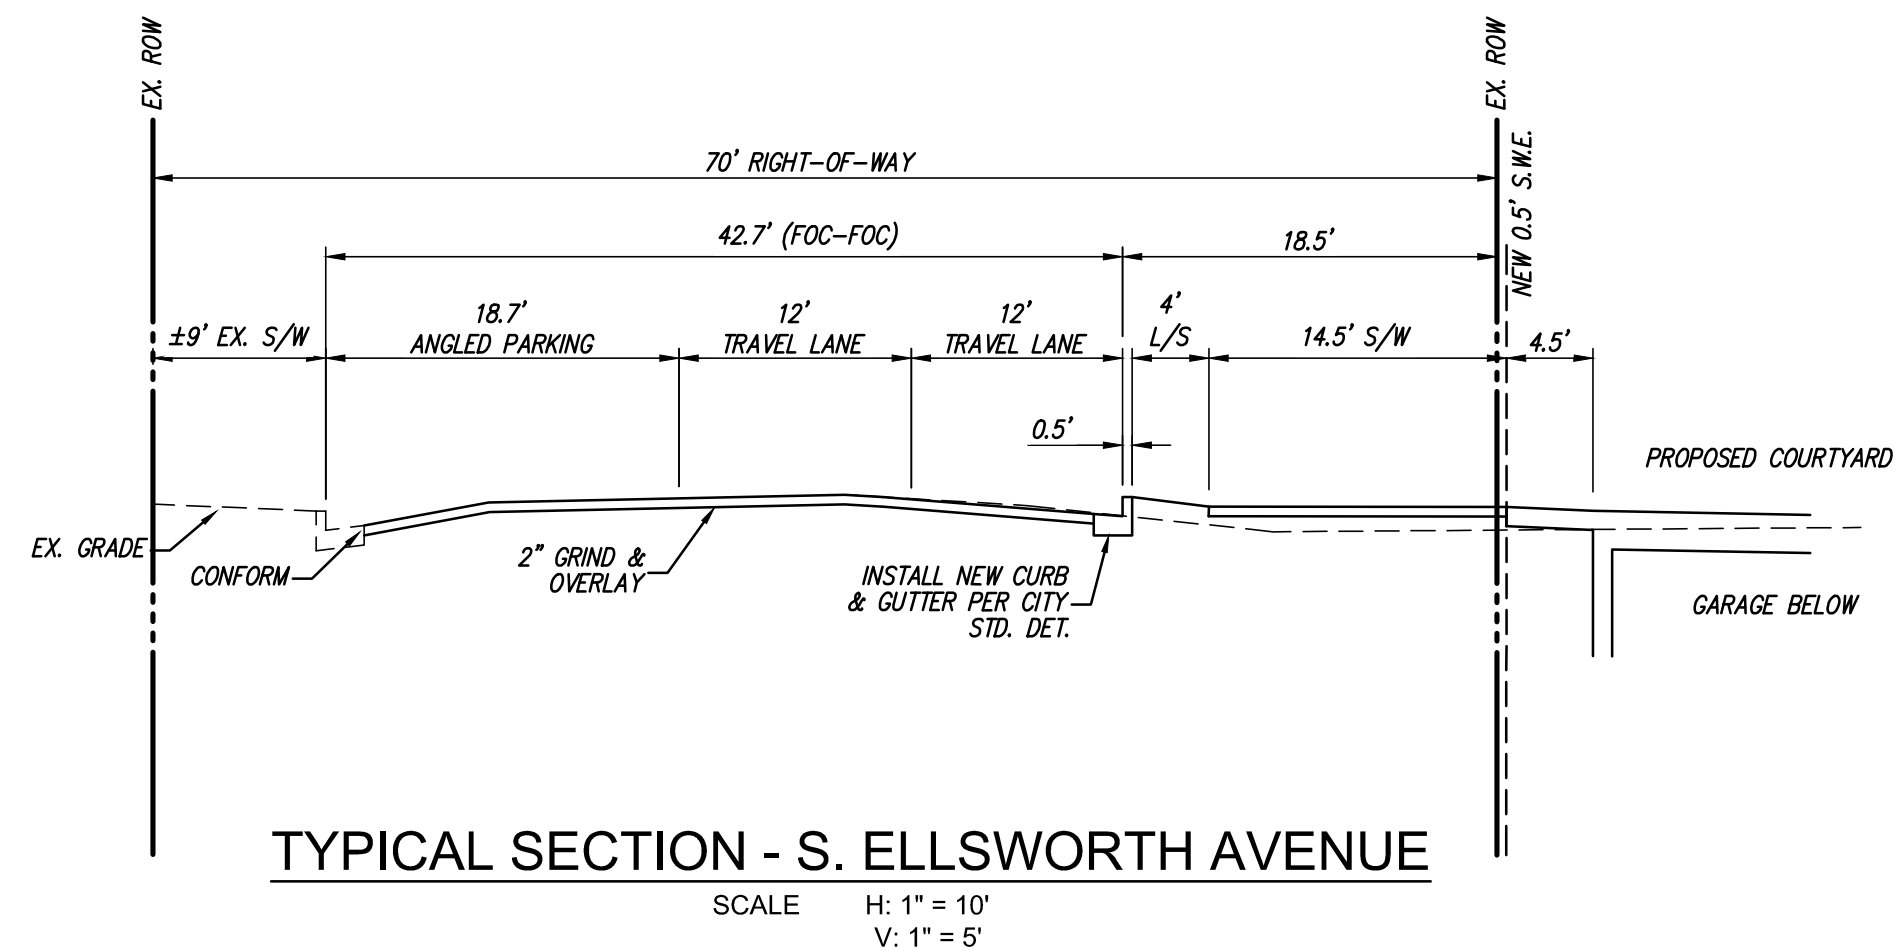 EX. ROW
EX. ROW
70' RIGHT-OF-WAY
NEW 0.5' S.W.E.
42.7' (FOC-FOC)
18.5'
±9' EX. S/W
18.7'
ANGLED PARKING
12'
TRAVEL LANE
12'
TRAVEL LANE
4'
L/S
14.5' S/W
4.5'
0.5'
PROPOSED COURTYARD
EX. GRADE
CONFORM
2" GRIND &
OVERLAY
INSTALL NEW CURB
& GUTTER PER CITY
STD. DET.
GARAGE BELOW
TYPICAL SECTION - S. ELLSWORTH AVENUE
SCALE H: 1" = 10'
V: 1" = 5'